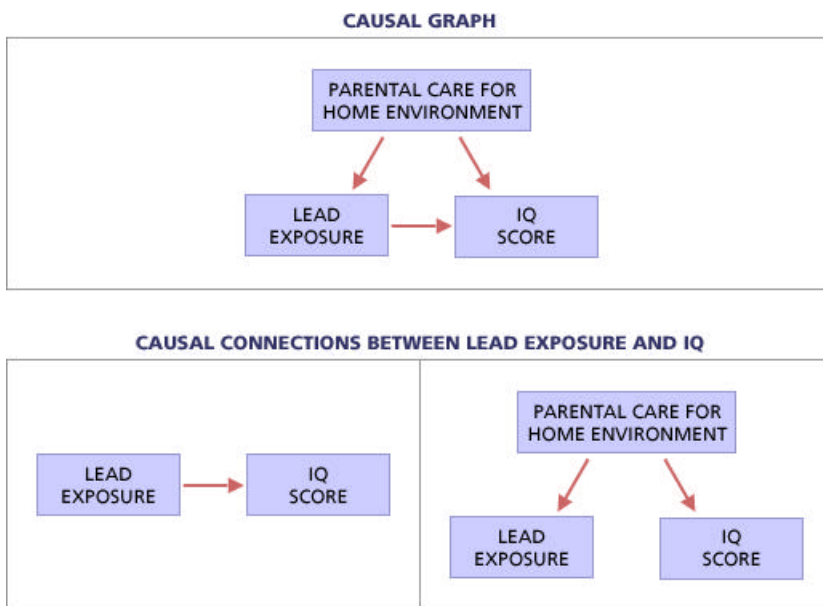 CAUSAL GRAPH
PARENTAL CARE FOR
HOME ENVIRONMENT
LEAD
EXPOSURE
IQ
SCORE
CAUSAL CONNECTIONS BETWEEN LEAD EXPOSURE AND IQ
LEAD
EXPOSURE
IQ
SCORE
PARENTAL CARE FOR
HOME ENVIRONMENT
LEAD
EXPOSURE
IQ
SCORE